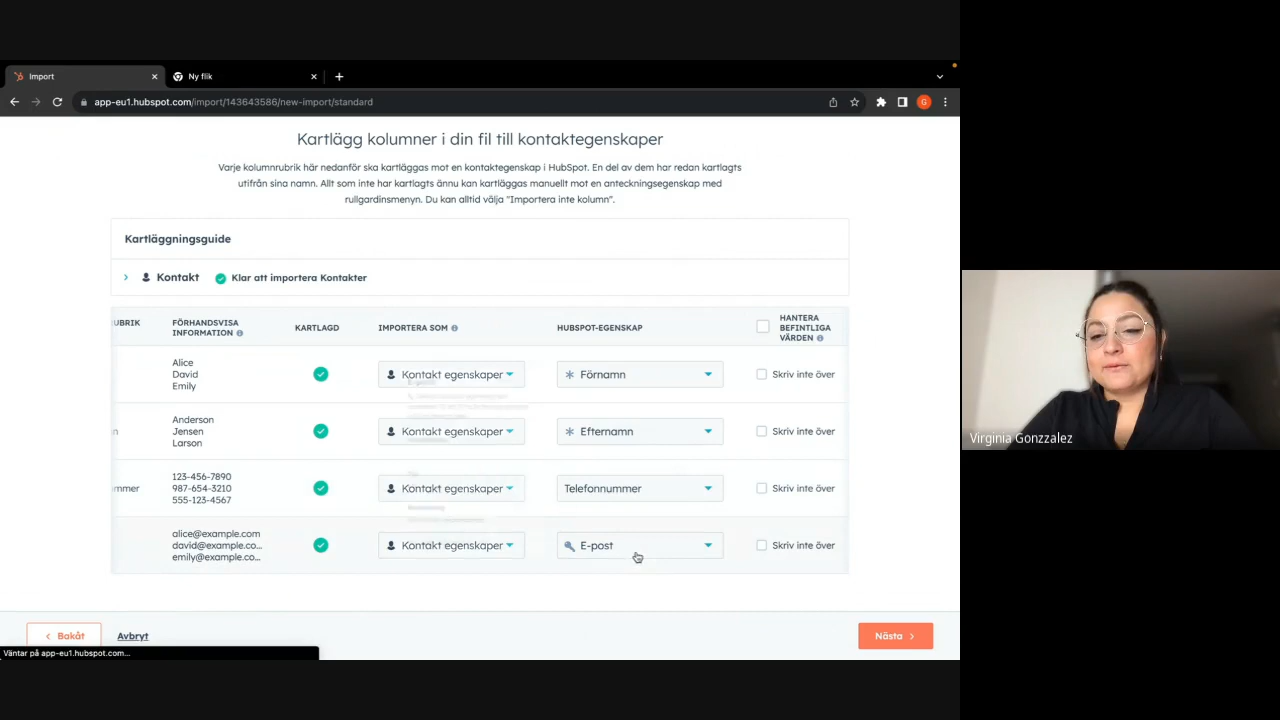 Import
Ny flik
app-eu1.hubspot.com/import/143643586/new-import/standard
G
Kartlägg kolumner i din fil till kontaktegenskaper
Varje kolumnrubrik här nedanför ska kartläggas mot en kontaktegenskap i HubSpot. En del av dem har redan kartlagts
utifrån sina namn. Allt som inte har kartlagts ännu kan kartläggas manuellt mot en anteckningsegenskap med
rullgardinsmenyn. Du kan alltid välja "Importera inte kolumn".
Kartläggningsguide
Kontakt Klar att importera Kontakter
UBRIK
FÖRHANDSVISA
INFORMATION
KARTLAGD
IMPORTERA SOM
HUBSPOT-EGENSKAP
HANTERA
BEFINTLIGA
VÄRDEN
Alice
David
Emily
Kontakt egenskaper
Förnamn
Skriv inte över
n
Anderson
Jensen
Larson
Kontakt egenskaper
Efternamn
Skriv inte över
mmer
123-456-7890
987-654-3210
555-123-4567
Kontakt egenskaper
Telefonnummer
Skriv inte över
alice@example.com
david@example.co...
emily@example.co...
Kontakt egenskaper
E-post
Skriv inte över
Bakåt
Avbryt
Nästa
Väntar på app-eu1.hubspot.com...
Virginia Gonzzalez